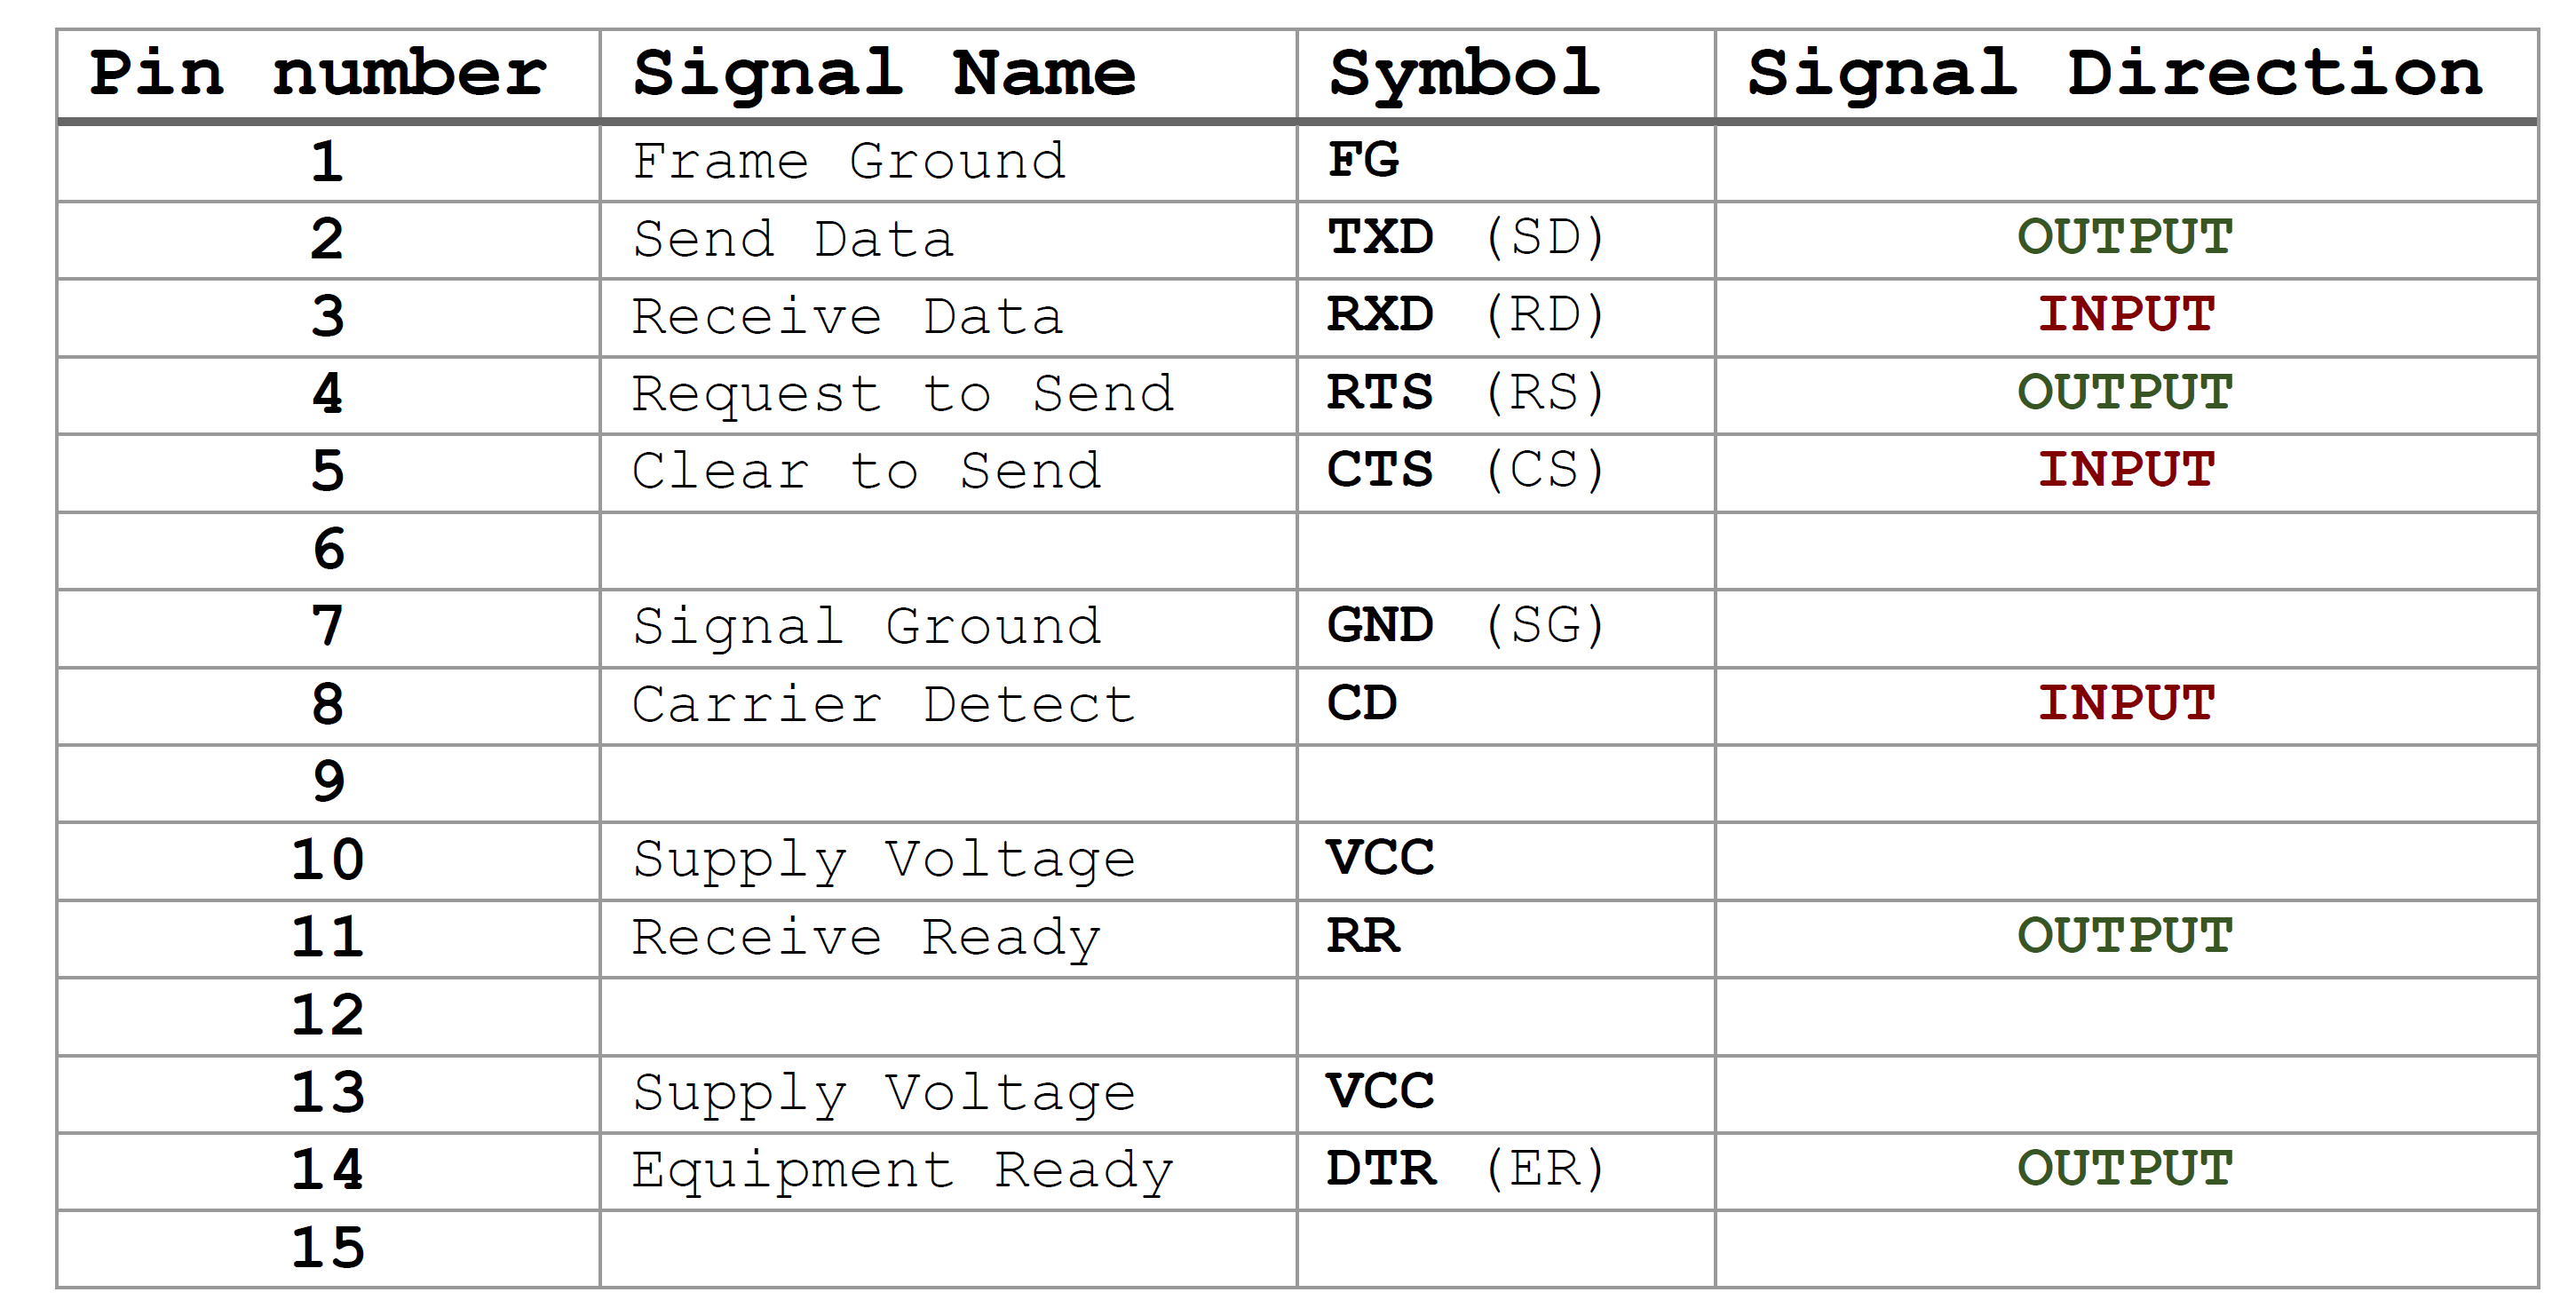 Pin number Signal Name Symbol Signal Direction
1 Frame Ground FG
2 Send Data TXD (SD) OUTPUT
3 Receive Data RXD (RD) INPUT
4 Request to Send RTS (RS) OUTPUT
5 Clear to Send CTS (CS) INPUT
6
7 Signal Ground GND (SG)
8 Carrier Detect CD INPUT
9
10 Supply Voltage VCC
11 Receive Ready RR OUTPUT
12
13 Supply Voltage VCC
14 Equipment Ready DTR (ER) OUTPUT
15